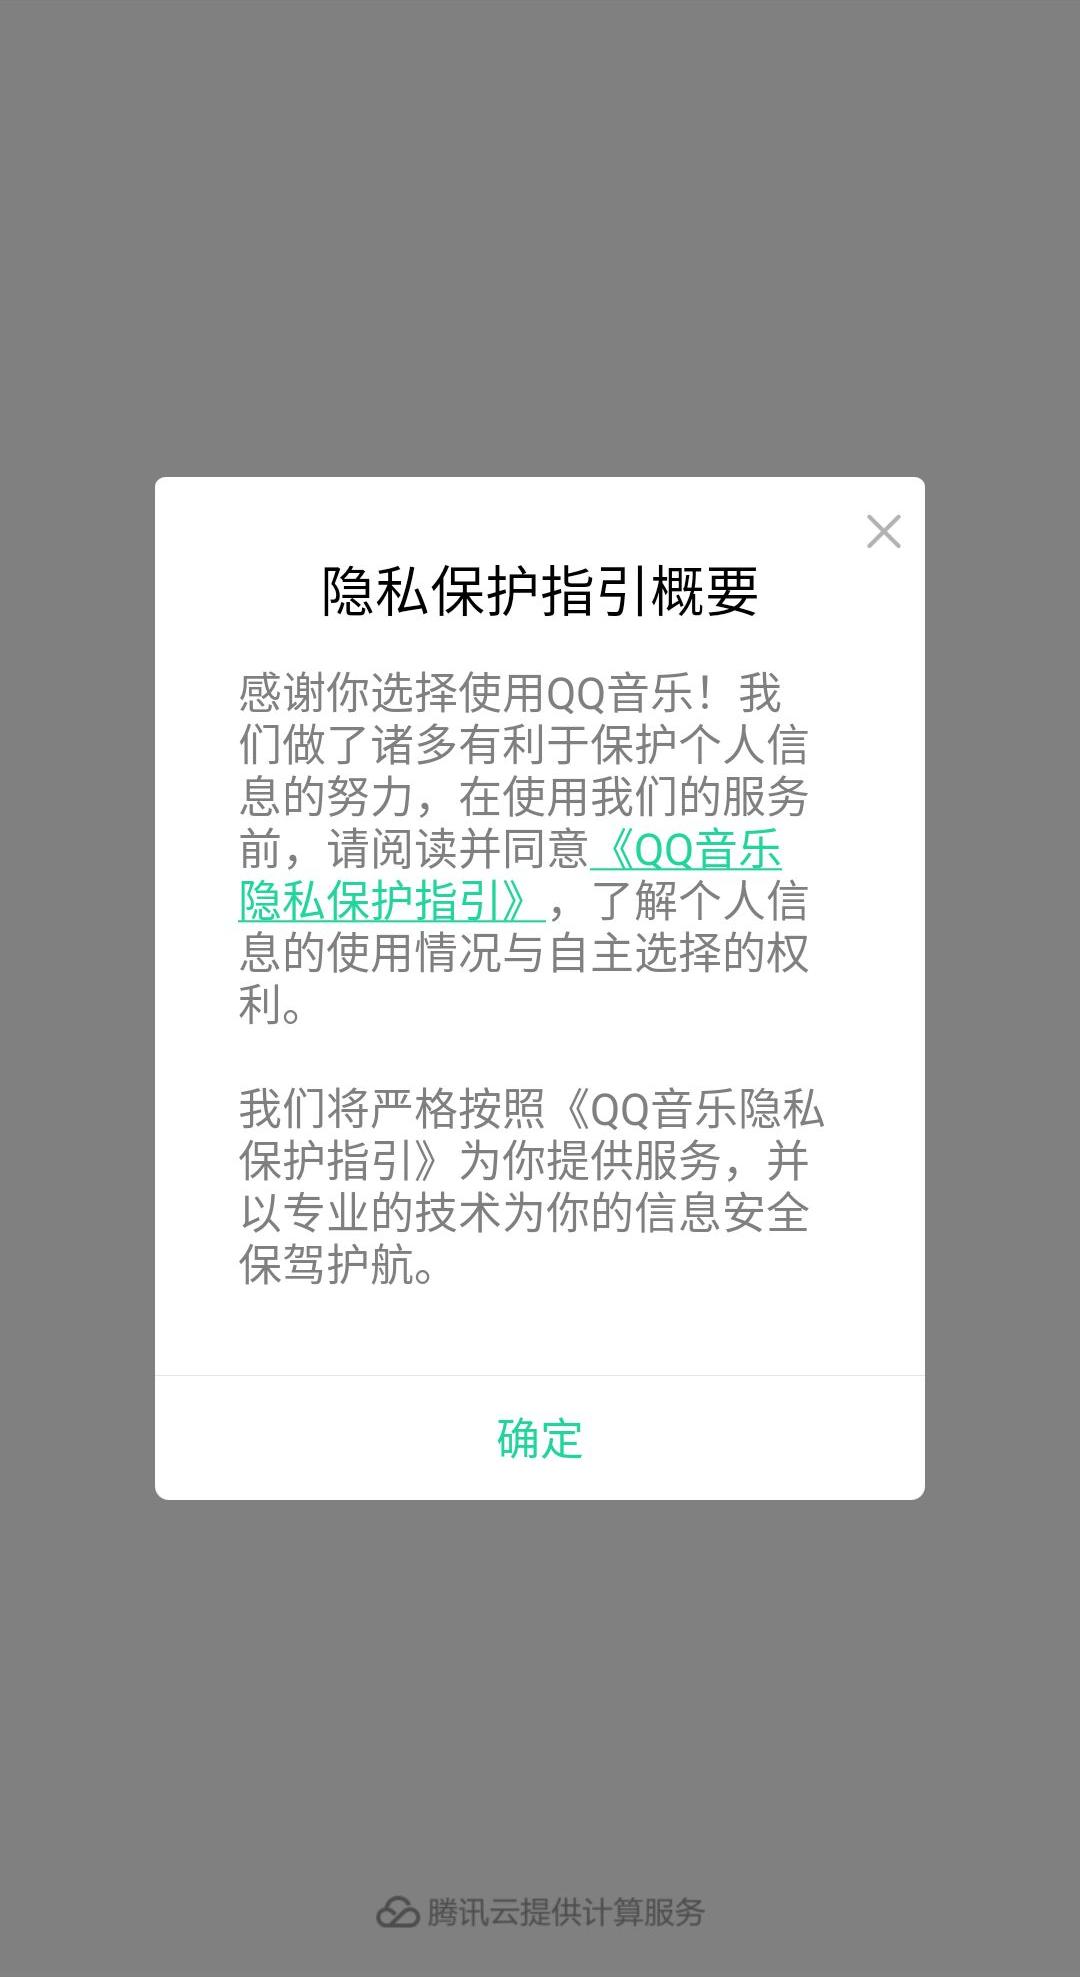 隐私保护指引概要
感谢你选择使用QQ音乐！我
们做了诸多有利于保护个人信
息的努力，在使用我们的服务
前，请阅读并同意《QQ音乐
隐私保护指引》，了解个人信
息的使用情况与自主选择的权
利。
我们将严格按照《QQ音乐隐私
保护指引》为你提供服务，并
以专业的技术为你的信息安全
保驾护航。
确定
腾讯云提供计算服务